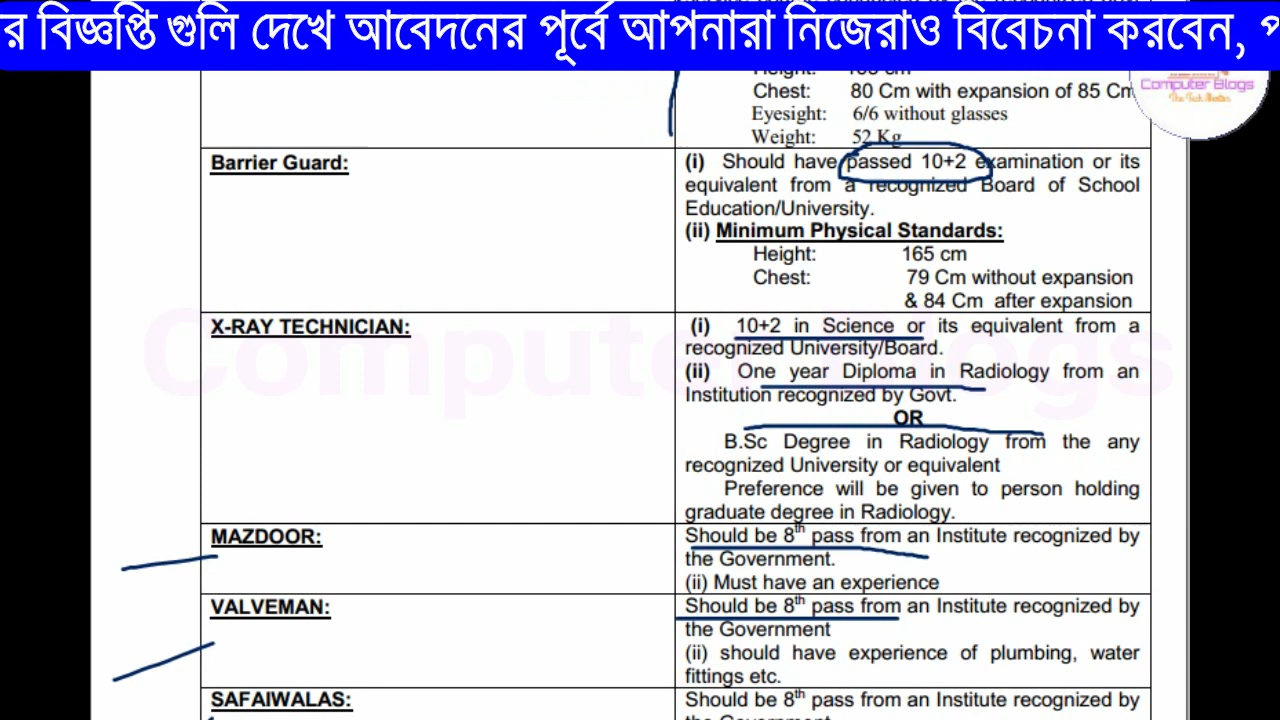 র বিজ্ঞপ্তি গুলি দেখে আবেদনের পূর্বে আপনারা নিজেরাও বিবেচনা করবেন, প
Computer Blogs
The Tech Mentor
Chest: 80 Cm with expansion of 85 Cm
Eyesight: 6/6 without glasses
Weight: 52 Kg
Barrier Guard:
(i) Should have passed 10+2 examination or its
equivalent from a recognized Board of School
Education/University.
(ii) Minimum Physical Standards:
Height: 165 cm
Chest: 79 Cm without expansion
& 84 Cm after expansion
X-RAY TECHNICIAN:
(i) 10+2 in Science or its equivalent from a
recognized University/Board.
(ii) One year Diploma in Radiology from an
Institution recognized by Govt.
OR
B.Sc Degree in Radiology from the any
recognized University or equivalent
Preference will be given to person holding
graduate degree in Radiology.
MAZDOOR:
Should be 8th pass from an Institute recognized by
the Government.
(ii) Must have an experience
VALVEMAN:
Should be 8th pass from an Institute recognized by
the Government
(ii) should have experience of plumbing, water
fittings etc.
SAFAIWALAS:
Should be 8th pass from an Institute recognized by
the Government
Computer Blogs